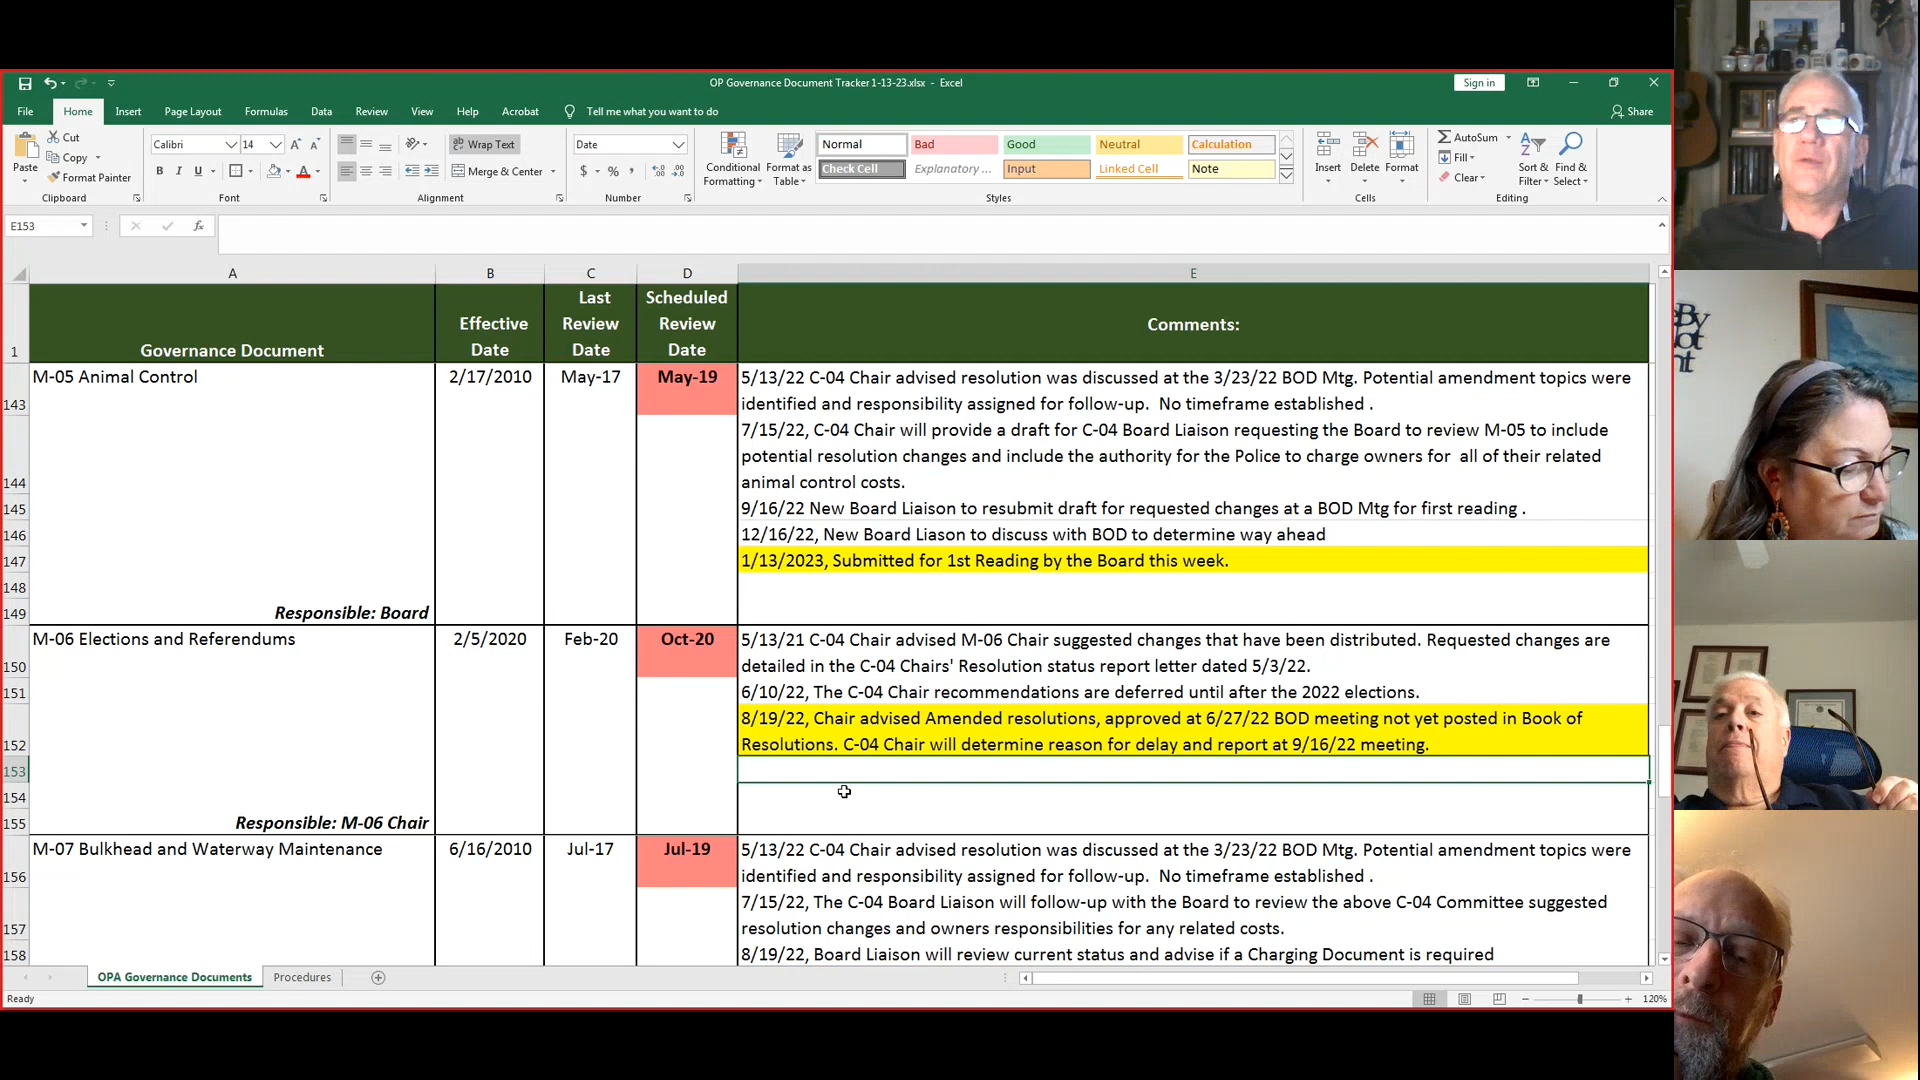 OP Governance Document Tracker 1-13-23.xlsx - Excel
Sign in
File Home Insert Page Layout Formulas Data Review View Help Acrobat Tell me what you want to do Share
Paste
Cut
Copy
Format Painter
Clipboard
Calibri 14
B I U
Font
Wrap Text
Merge & Center
Alignment
Date
$ % ,
Number
Conditional Formatting
Format as Table
Normal Bad Good Neutral Calculation
Check Cell Explanatory ... Input Linked Cell Note
Styles
Insert Delete Format
Cells
AutoSum
Fill
Clear
Sort & Filter
Find & Select
Editing
E153
fx
A B C D E
1
Governance Document
Effective Date
Last Review Date
Scheduled Review Date
Comments:
143
M-05 Animal Control
2/17/2010
May-17
May-19
5/13/22 C-04 Chair advised resolution was discussed at the 3/23/22 BOD Mtg. Potential amendment topics were
identified and responsibility assigned for follow-up. No timeframe established .
144
7/15/22, C-04 Chair will provide a draft for C-04 Board Liaison requesting the Board to review M-05 to include
potential resolution changes and include the authority for the Police to charge owners for all of their related
animal control costs.
145
9/16/22 New Board Liaison to resubmit draft for requested changes at a BOD Mtg for first reading .
146
12/16/22, New Board Liason to discuss with BOD to determine way ahead
147
1/13/2023, Submitted for 1st Reading by the Board this week.
148
149
Responsible: Board
150
M-06 Elections and Referendums
2/5/2020
Feb-20
Oct-20
5/13/21 C-04 Chair advised M-06 Chair suggested changes that have been distributed. Requested changes are
detailed in the C-04 Chairs' Resolution status report letter dated 5/3/22.
151
6/10/22, The C-04 Chair recommendations are deferred until after the 2022 elections.
152
8/19/22, Chair advised Amended resolutions, approved at 6/27/22 BOD meeting not yet posted in Book of
Resolutions. C-04 Chair will determine reason for delay and report at 9/16/22 meeting.
153
154
155
Responsible: M-06 Chair
156
M-07 Bulkhead and Waterway Maintenance
6/16/2010
Jul-17
Jul-19
5/13/22 C-04 Chair advised resolution was discussed at the 3/23/22 BOD Mtg. Potential amendment topics were
identified and responsibility assigned for follow-up. No timeframe established .
157
7/15/22, The C-04 Board Liaison will follow-up with the Board to review the above C-04 Committee suggested
resolution changes and owners responsibilities for any related costs.
158
8/19/22, Board Liaison will review current status and advise if a Charging Document is required
OPA Governance Documents Procedures
Ready
120%